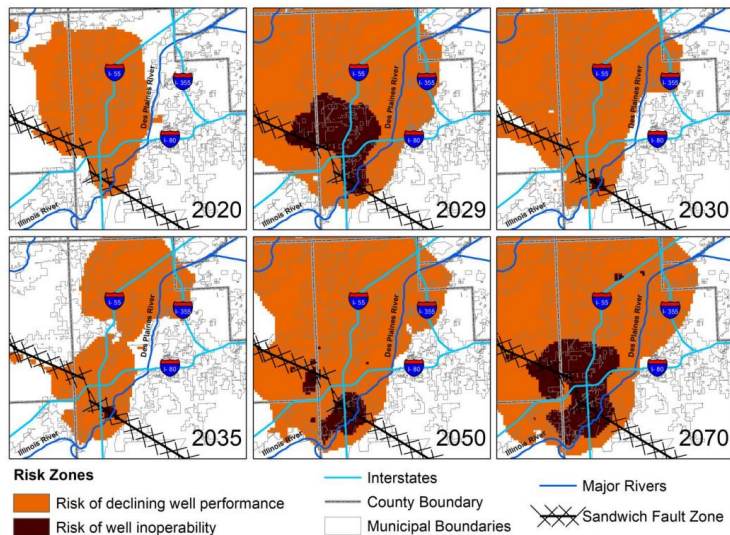 I- 55
I- 355
Des Plaines River
I- 80
Illinois River
2020
I- 55
I- 355
Des Plaines River
I- 80
Illinois River
2029
I- 55
I- 355
Des Plaines River
I- 80
Illinois River
2030
I- 55
I- 355
Des Plaines River
I- 80
Illinois River
2035
I- 55
I- 355
Des Plaines River
I- 80
Illinois River
2050
I- 55
I- 355
Des Plaines River
I- 80
Illinois River
2070
Risk Zones
Risk of declining well performance
Risk of well inoperability
Interstates
County Boundary
Municipal Boundaries
Major Rivers
Sandwich Fault Zone